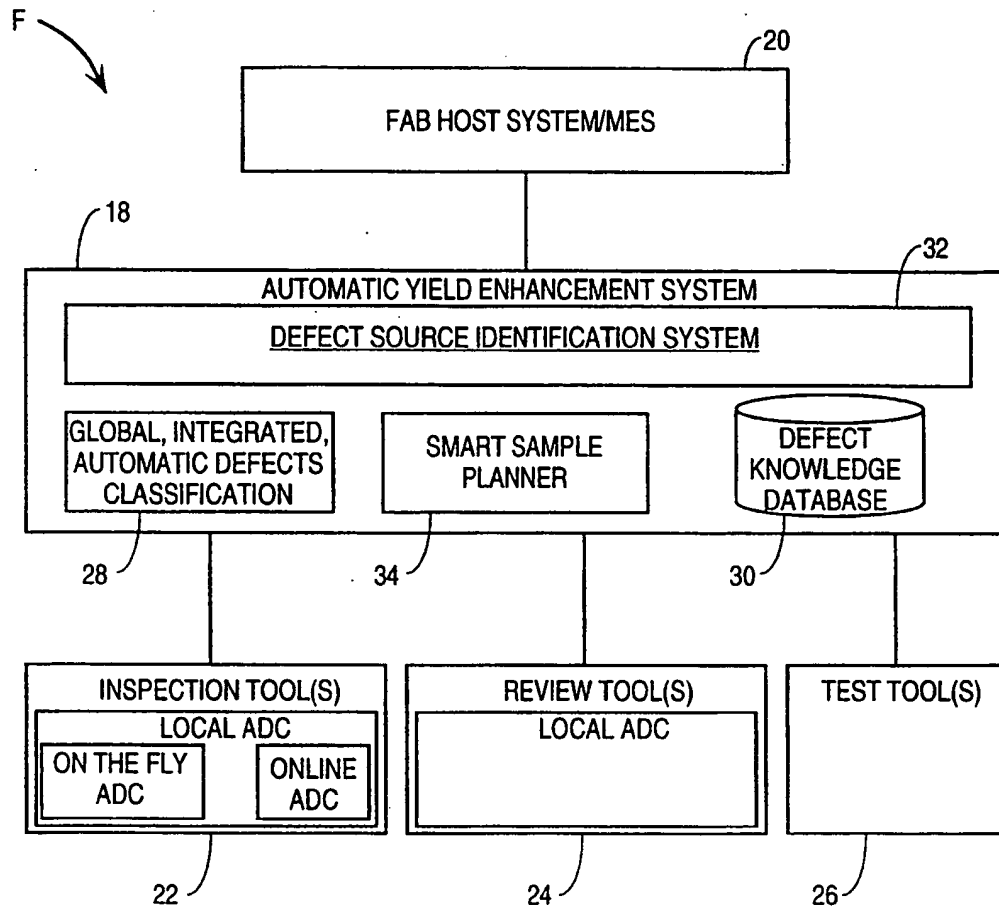 F
20
FAB HOST SYSTEM/MES
18
32
AUTOMATIC YIELD ENHANCEMENT SYSTEM
DEFECT SOURCE IDENTIFICATION SYSTEM
GLOBAL, INTEGRATED,
AUTOMATIC DEFECTS
CLASSIFICATION
SMART SAMPLE
PLANNER
DEFECT
KNOWLEDGE
DATABASE
28
34
30
INSPECTION TOOL(S)
LOCAL ADC
ON THE FLY
ADC
ONLINE
ADC
REVIEW TOOL(S)
LOCAL ADC
TEST TOOL(S)
22
24
26